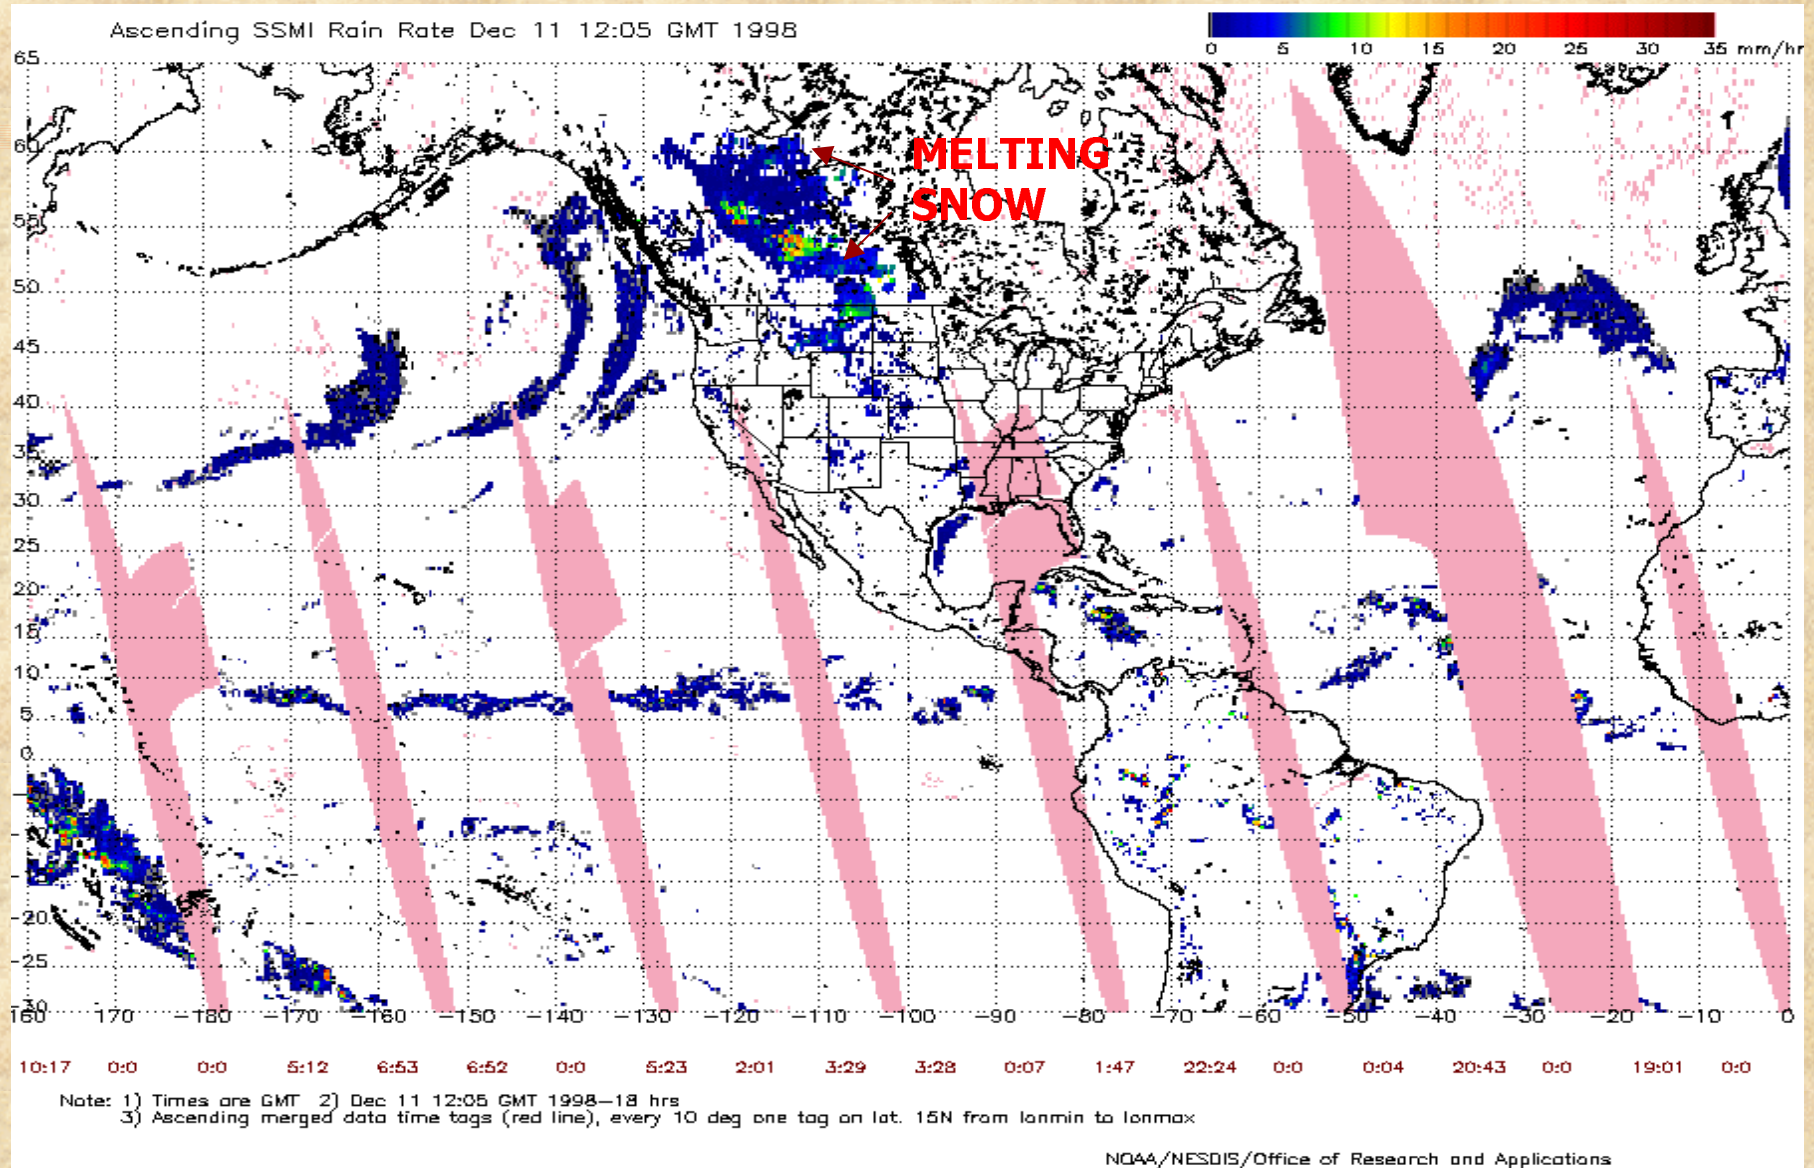 Ascending SSMI Rain Rate Dec 11 12:05 GMT 1998
0 5 10 15 20 25 30 35 mm/hr
65
60
MELTING
SNOW
55
50
45
40
35
30
25
20
15
10
5
0
-20
-25
-30
160 170 -180 -170 -160 -150 -140 -130 -120 -110 -100 -90 -80 -70 -60 -50 -40 -30 -20 -10 0
10:17 0:0 0:0 5:12 6:53 6:52 0:0 5:23 2:01 3:29 3:28 0:07 1:47 22:24 0:0 0:04 20:43 0:0 19:01 0:0
Note: 1) Times are GMT 2) Dec 11 12:05 GMT 1998-18 hrs
3) Ascending merged data time tags (red line), every 10 deg one tag on lat. 15N from lonmin to lonmax
NOAA/NESDIS/Office of Research and Applications